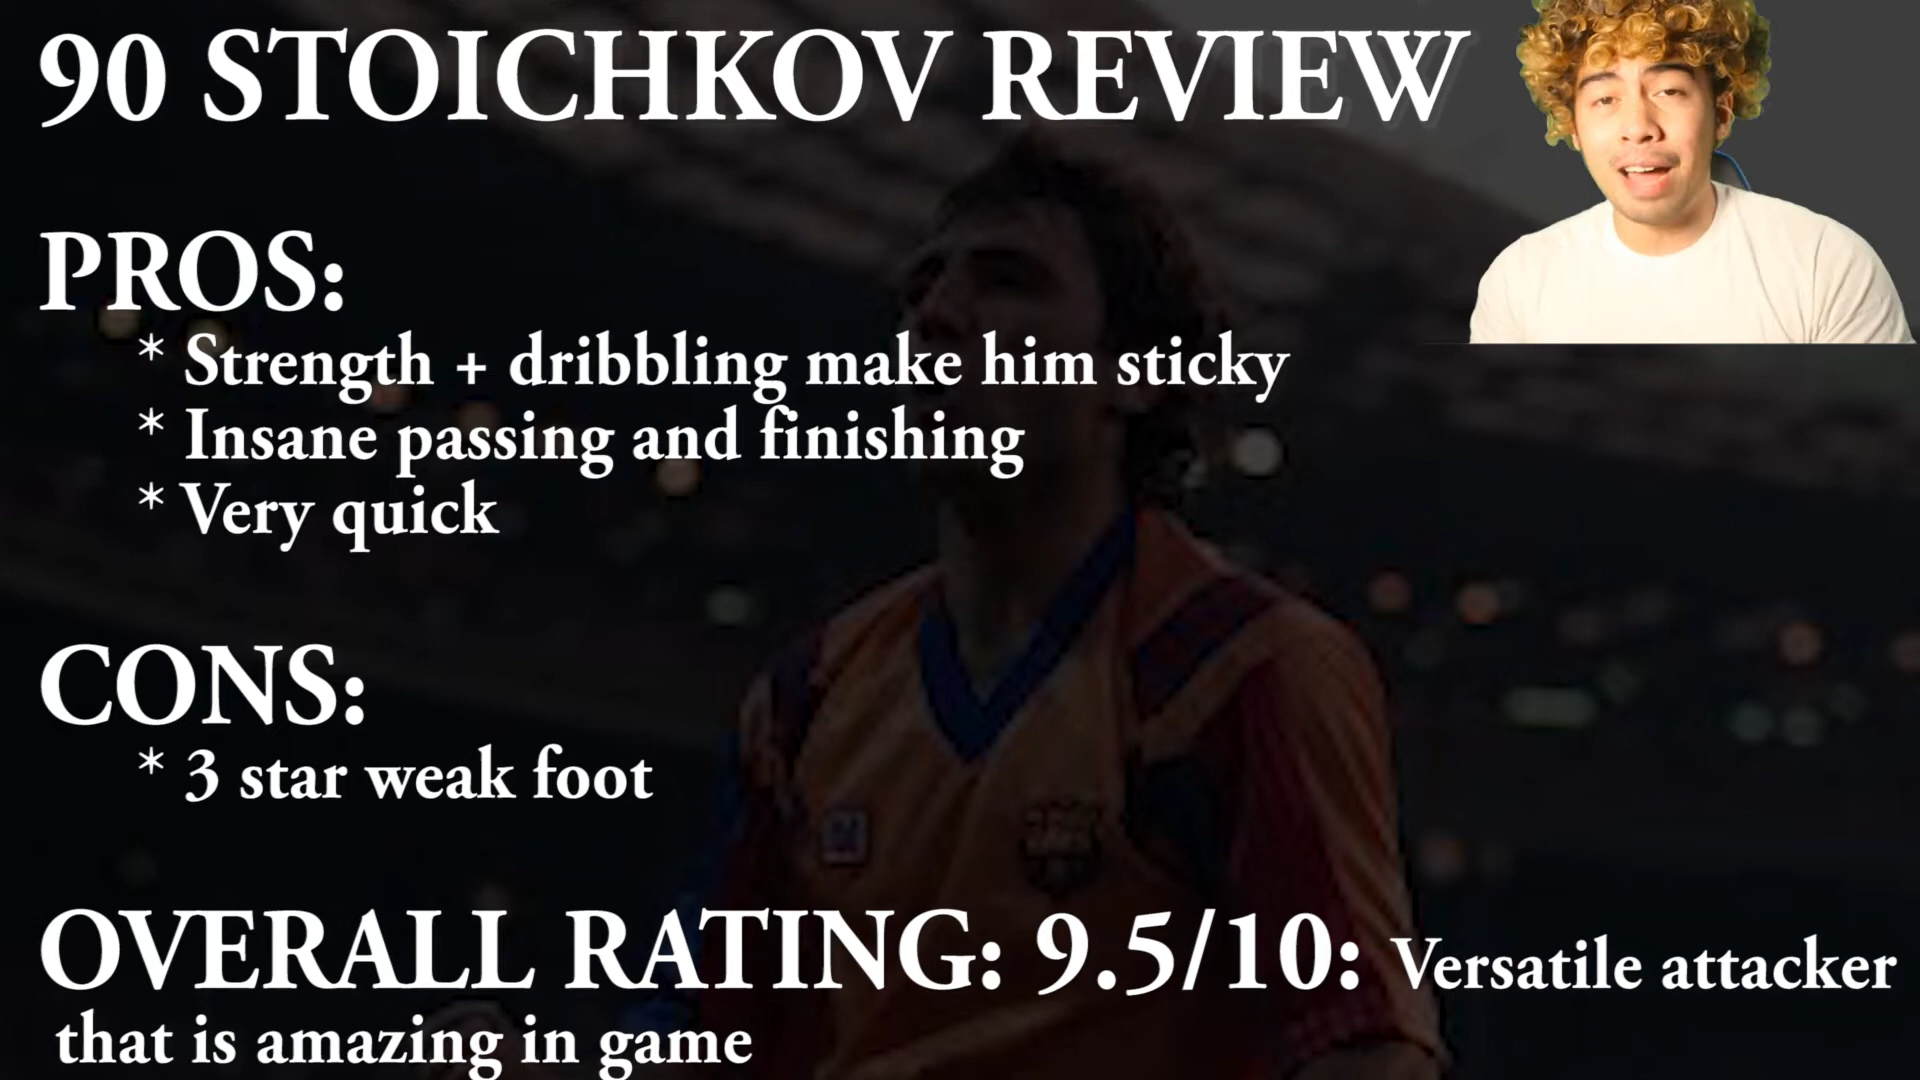 90 STOICHKOV REVIEW
PROS:
* Strength + dribbling make him sticky
* Insane passing and finishing
* Very quick
CONS:
* 3 star weak foot
OVERALL RATING: 9.5/10: Versatile attacker
that is amazing in game